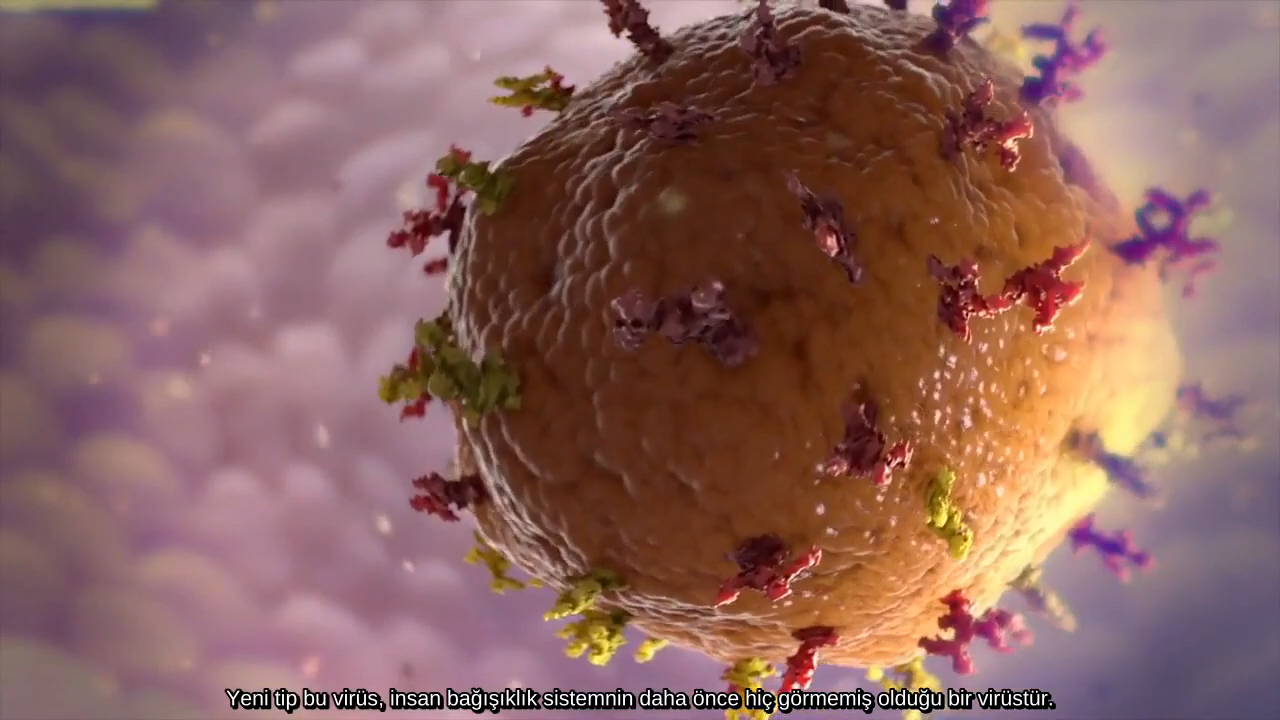 Yeni tip bu virüs, insan bağışıklık sistemnin daha önce hiç görmemiş olduğu bir virüstür.